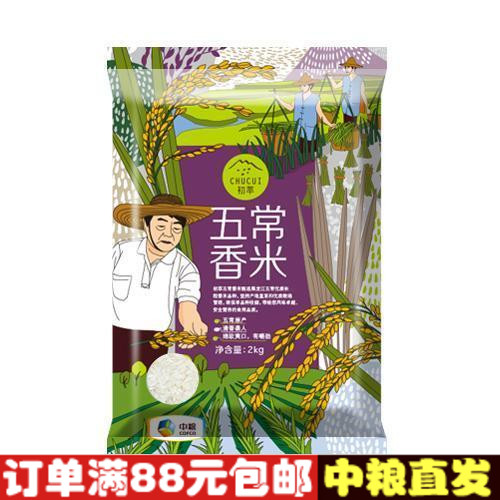 CHUCUI
初萃
五常
香米
五常原产
清香袭人
绵软爽口，有嚼劲
净含量：2kg
中粮
COFCO
订单满88元包邮
中粮直发